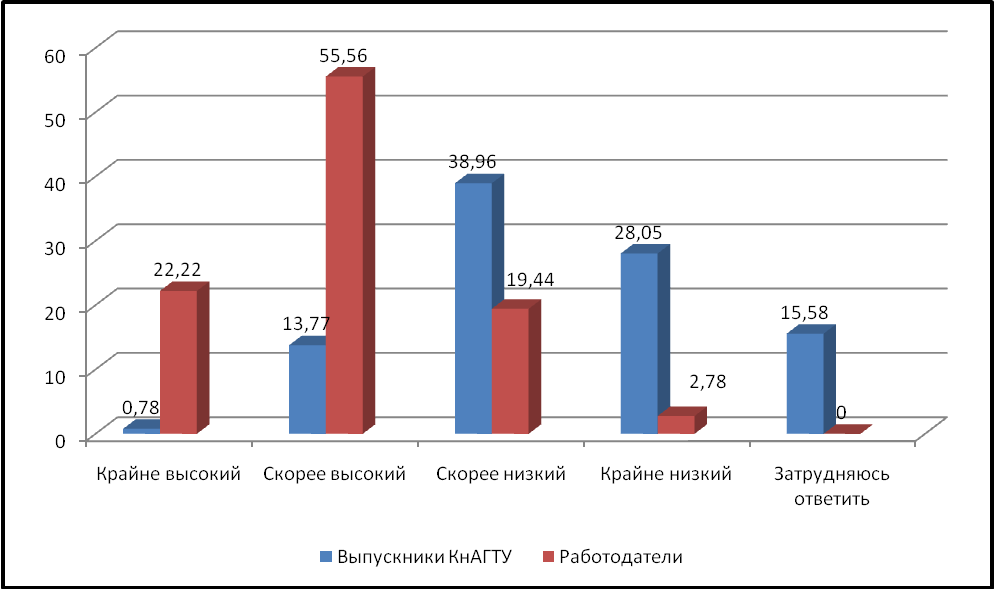 60
50
40
30
20
10
0
55,56
38,96
28,05
22,22
19,44
15,58
13,77
2,78
0,78
0
Крайне высокий
Скорее высокий
Скорее низкий
Крайне низкий
Затрудняюсь
ответить
Выпускники КнАГТУ
Работодатели